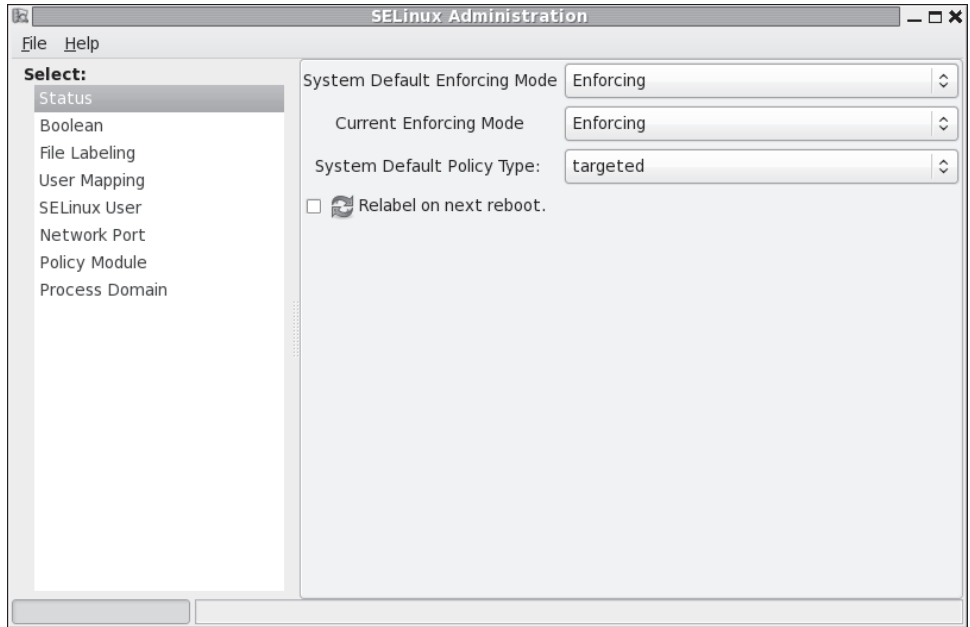 SELinux Administration
File Help
Select:
Status
Boolean
File Labeling
User Mapping
SELinux User
Network Port
Policy Module
Process Domain
System Default Enforcing Mode Enforcing
Current Enforcing Mode Enforcing
System Default Policy Type: targeted
Relabel on next reboot.